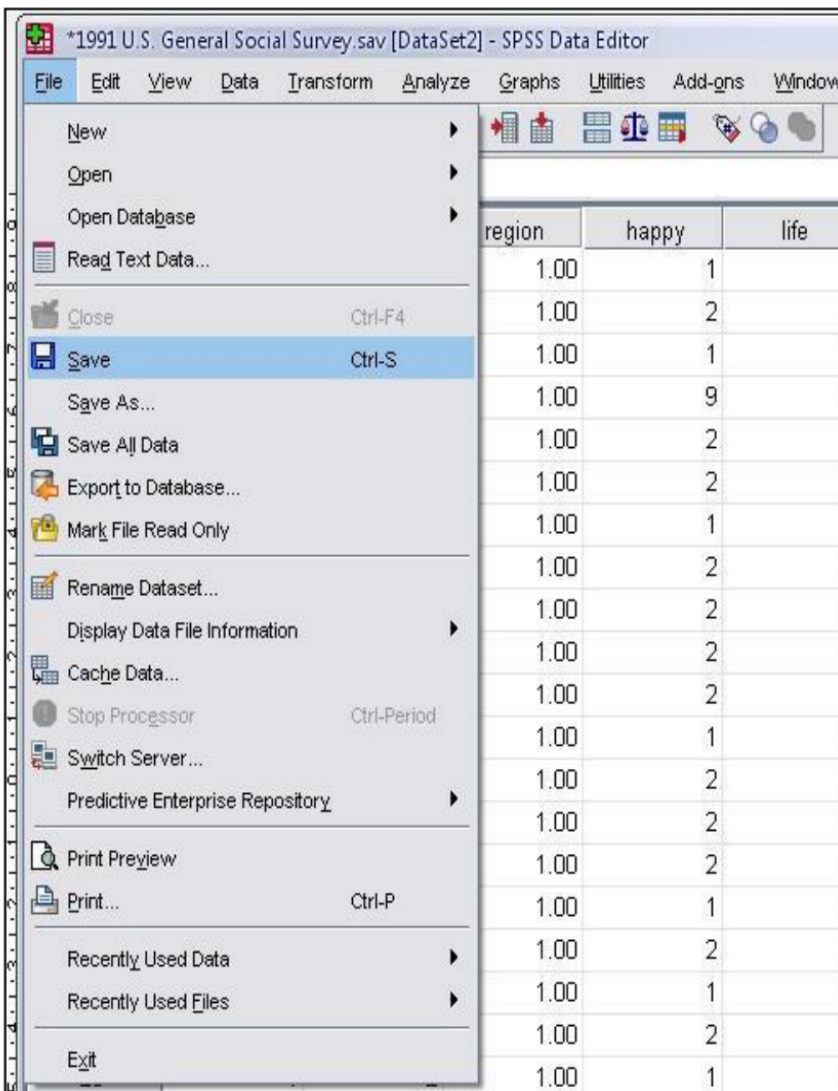 *1991 U.S. General Social Survey.sav [DataSet2] - SPSS Data Editor
File Edit View Data Transform Analyze Graphs Utilities Add-ons Window
New
Open
Open Database
Read Text Data...
Close Ctrl-F4
Save Ctrl-S
Save As...
Save All Data
Export to Database...
Mark File Read Only
Rename Dataset...
Display Data File Information
Cache Data...
Stop Processor Ctrl-Period
Switch Server...
Predictive Enterprise Repository
Print Preview
Print... Ctrl-P
Recently Used Data
Recently Used Files
Exit
region happy life
1.00 1
1.00 2
1.00 1
1.00 9
1.00 2
1.00 2
1.00 1
1.00 2
1.00 2
1.00 2
1.00 2
1.00 1
1.00 2
1.00 2
1.00 2
1.00 1
1.00 2
1.00 1
1.00 2
1.00 1